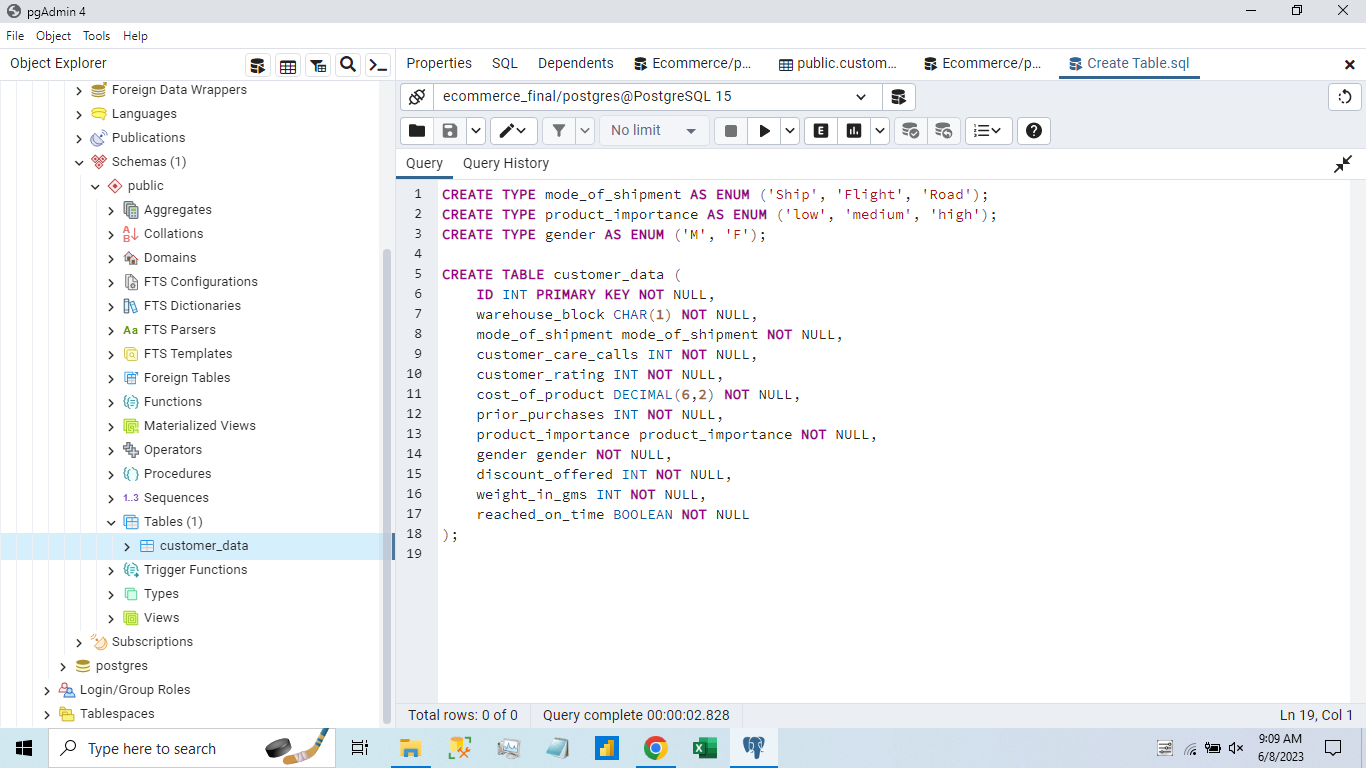 pgAdmin 4
File Object Tools Help
Object Explorer
Properties SQL Dependents Ecommerce/p... public.custom... Ecommerce/p... Create Table.sql
ecommerce_final/postgres@PostgreSQL 15
No limit
E
Query Query History
Foreign Data Wrappers
Languages
Publications
Schemas (1)
public
Aggregates
Collations
Domains
FTS Configurations
FTS Dictionaries
Aa FTS Parsers
FTS Templates
Foreign Tables
Functions
Materialized Views
Operators
Procedures
1..3 Sequences
Tables (1)
customer_data
Trigger Functions
Types
Views
Subscriptions
postgres
Login/Group Roles
Tablespaces
1 CREATE TYPE mode_of_shipment AS ENUM ('Ship', 'Flight', 'Road');
2 CREATE TYPE product_importance AS ENUM ('low', 'medium', 'high');
3 CREATE TYPE gender AS ENUM ('M', 'F');
4
5 CREATE TABLE customer_data (
6 ID INT PRIMARY KEY NOT NULL,
7 warehouse_block CHAR(1) NOT NULL,
8 mode_of_shipment mode_of_shipment NOT NULL,
9 customer_care_calls INT NOT NULL,
10 customer_rating INT NOT NULL,
11 cost_of_product DECIMAL(6,2) NOT NULL,
12 prior_purchases INT NOT NULL,
13 product_importance product_importance NOT NULL,
14 gender gender NOT NULL,
15 discount_offered INT NOT NULL,
16 weight_in_gms INT NOT NULL,
17 reached_on_time BOOLEAN NOT NULL
18 );
19
Total rows: 0 of 0 Query complete 00:00:02.828 Ln 19, Col 1
Type here to search
9:09 AM
6/8/2023